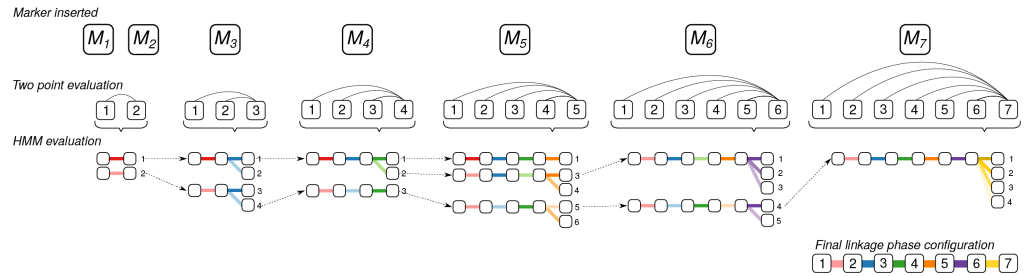 Marker inserted
M1 M2 M3 M4 M5 M6 M7
Two point evaluation
1 2 1 2 3 1 2 3 4 1 2 3 4 5 1 2 3 4 5 6 1 2 3 4 5 6 7
HMM evaluation
1 1 1 1 1 1
2 2 2 3 2 2
3 3 4 3 3
4 5 4 4
6 5
Final linkage phase configuration
1 2 3 4 5 6 7